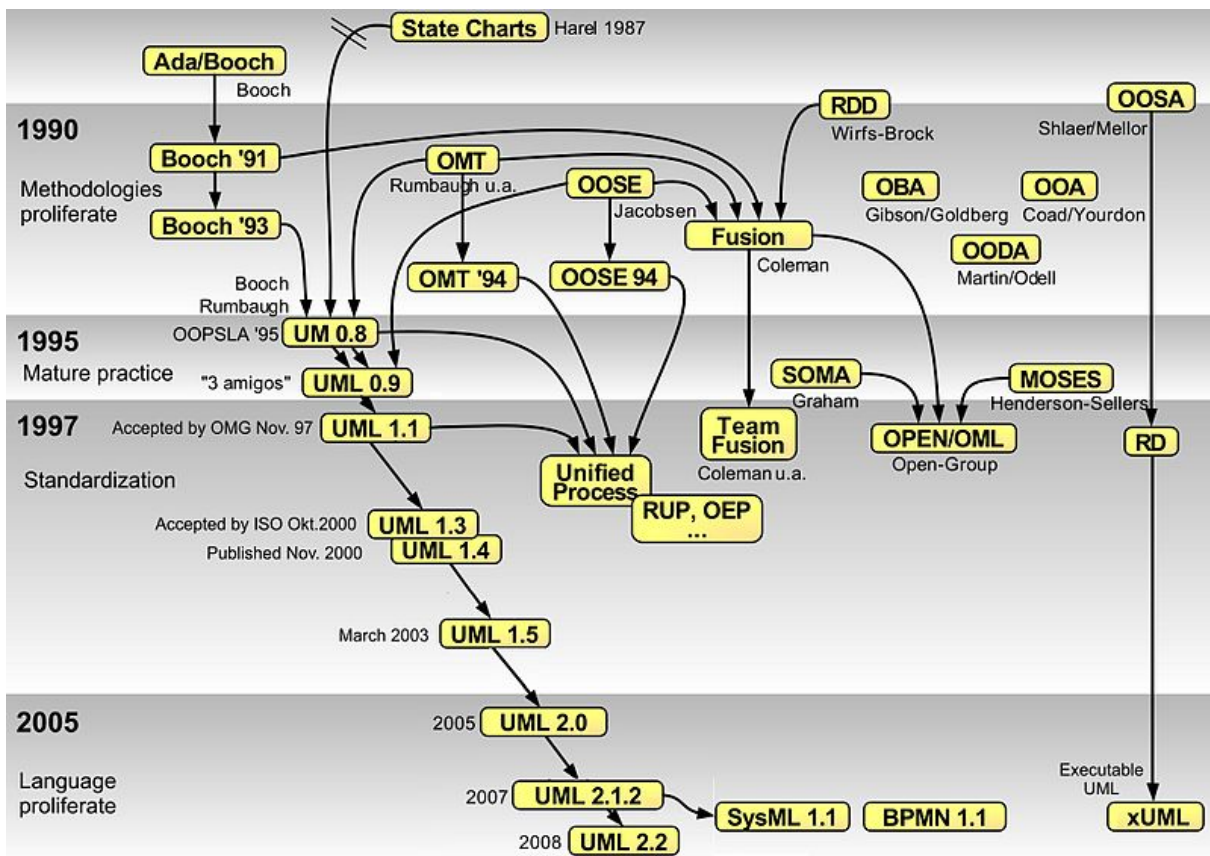 State Charts
Harel 1987
Ada/Booch
Booch
RDD
Wirfs-Brock
OOSA
Shlaer/Mellor
1990
Methodologies
proliferate
Booch '91
OMT
Rumbaugh u.a.
OOSE
Jacobsen
OBA
Gibson/Goldberg
OOA
Coad/Yourdon
Booch '93
Fusion
Coleman
OODA
Martin/Odell
OMT '94
OOSE 94
Booch
Rumbaugh
1995
Mature practice
OOPSLA '95
UM 0.8
"3 amigos"
UML 0.9
SOMA
Graham
MOSES
Henderson-Sellers
1997
Standardization
Accepted by OMG Nov. 97
UML 1.1
Team
Fusion
Coleman u.a.
OPEN/OML
Open-Group
RD
Unified
Process
RUP, OEP
...
Accepted by ISO Okt.2000
UML 1.3
Published Nov. 2000
UML 1.4
March 2003
UML 1.5
2005
Language
proliferate
2005
UML 2.0
2007
UML 2.1.2
2008
UML 2.2
SysML 1.1
BPMN 1.1
Executable
UML
xUML